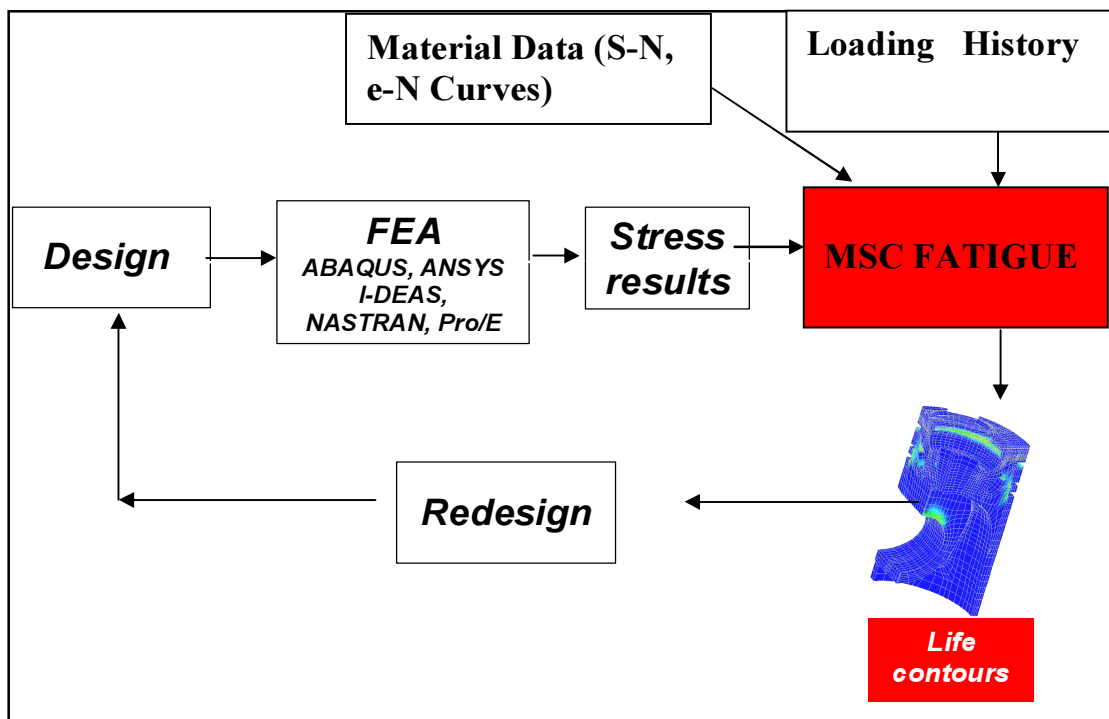 Material Data (S-N,
e-N Curves)
Loading History
Design
FEA
ABAQUS, ANSYS
I-DEAS,
NASTRAN, Pro/E
Stress
results
MSC FATIGUE
Redesign
Life
contours